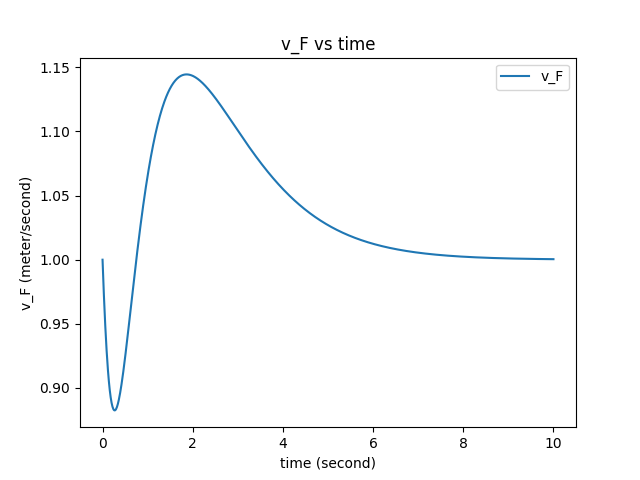 v_F vs time
v_F
1.15
1.10
1.05
1.00
0.95
0.90
v_F (meter/second)
0 2 4 6 8 10
time (second)